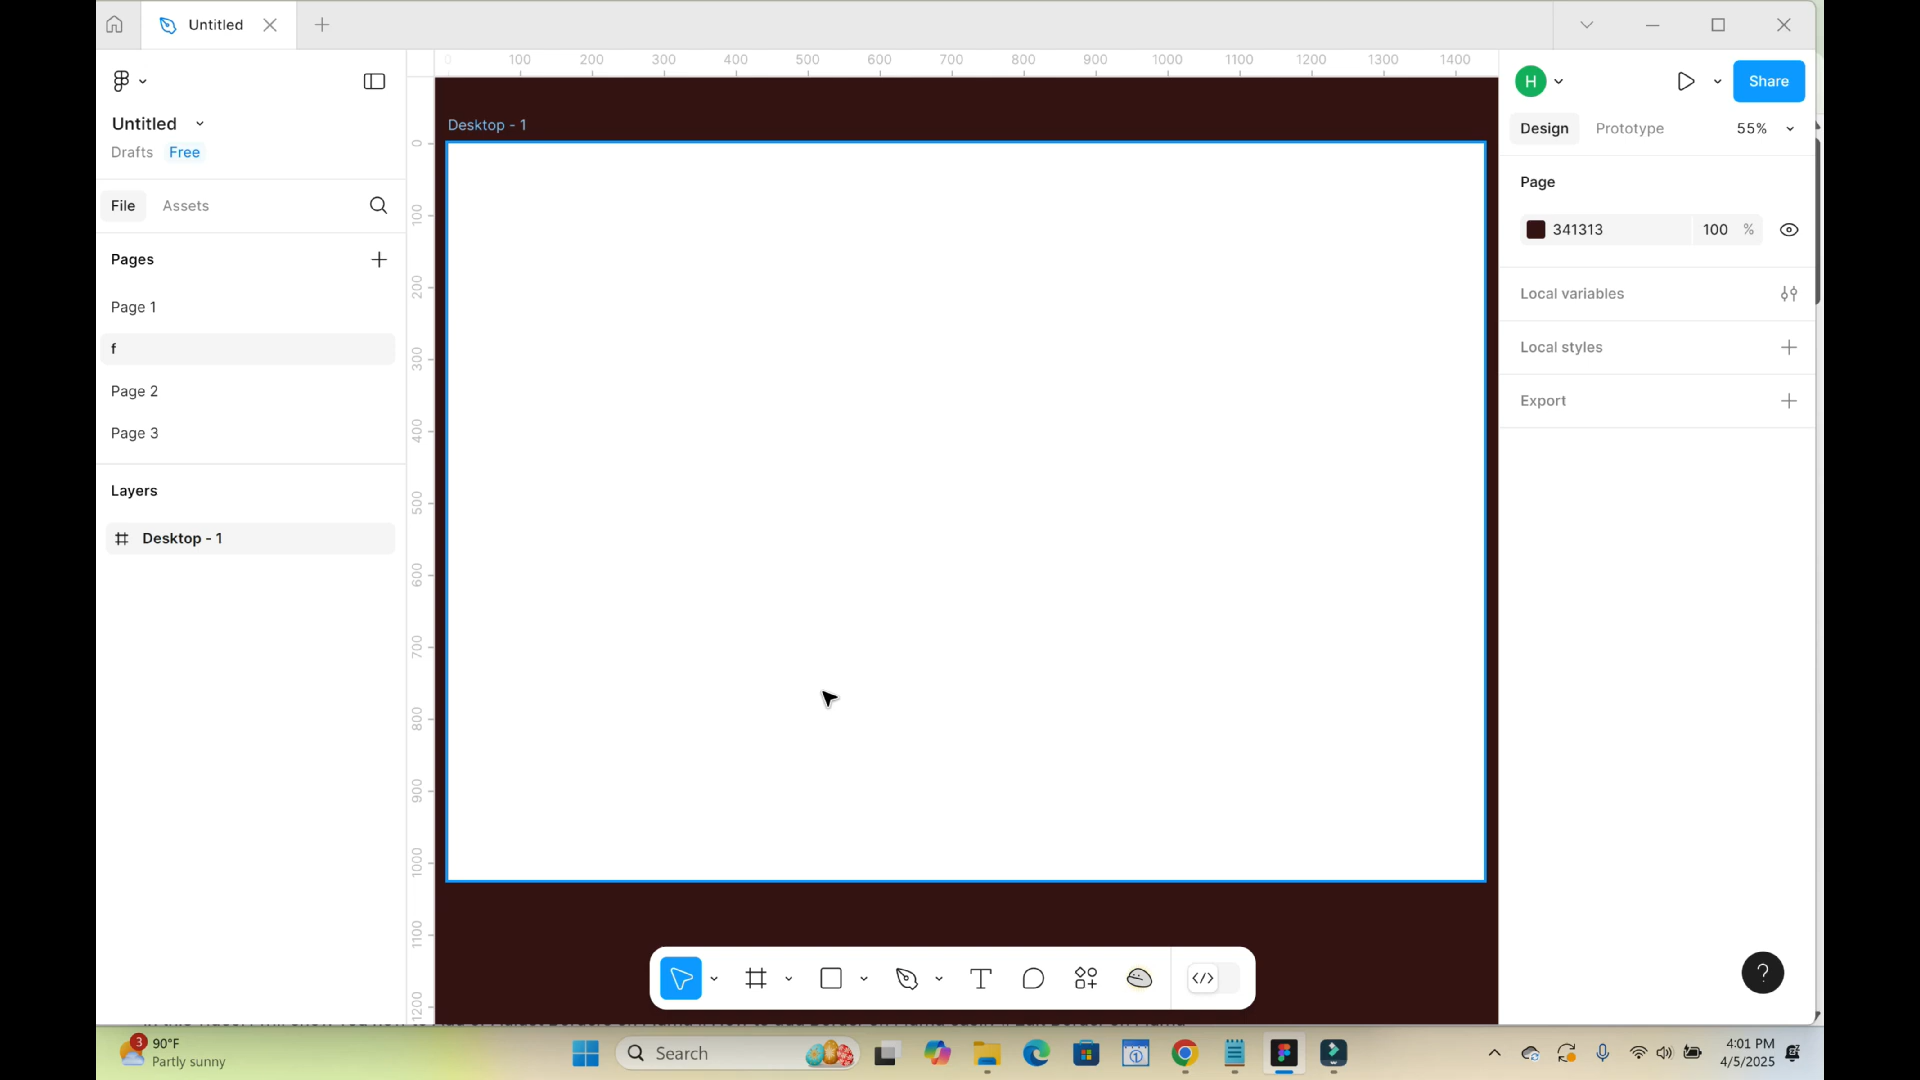 Untitled
100 200 300 400 500 600 700 800 900 1000 1100 1200 1300 1400
H
Share
Untitled
Drafts Free
Desktop - 1
Design Prototype 55%
File Assets
Page
341313 100 %
Pages
Page 1
Local variables
f
Local styles
Page 2
Export
Page 3
Layers
Desktop - 1
0
100
200
300
400
500
600
700
800
900
1000
1100
1200
T
</>
?
3
90°F
Partly sunny
Search
4:01 PM
4/5/2025